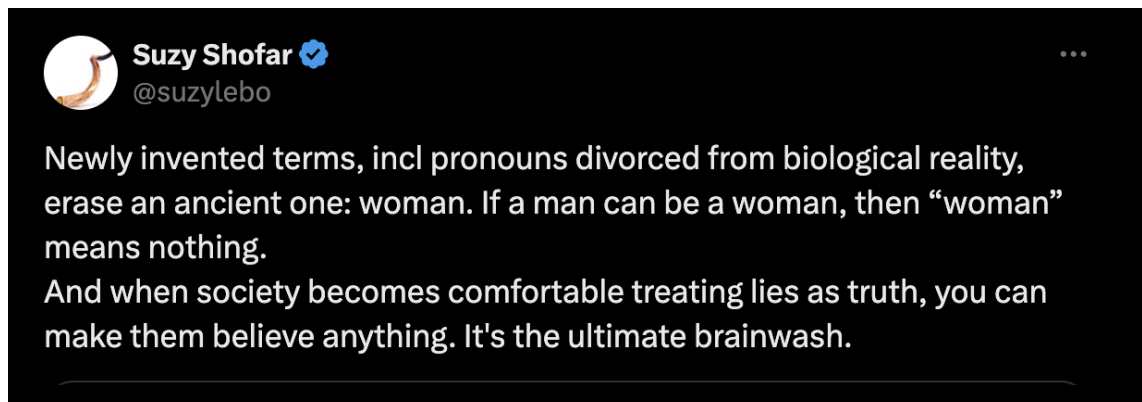 Suzy Shofar
@suzylebo
Newly invented terms, incl pronouns divorced from biological reality,
erase an ancient one: woman. If a man can be a woman, then “woman”
means nothing.
And when society becomes comfortable treating lies as truth, you can
make them believe anything. It's the ultimate brainwash.